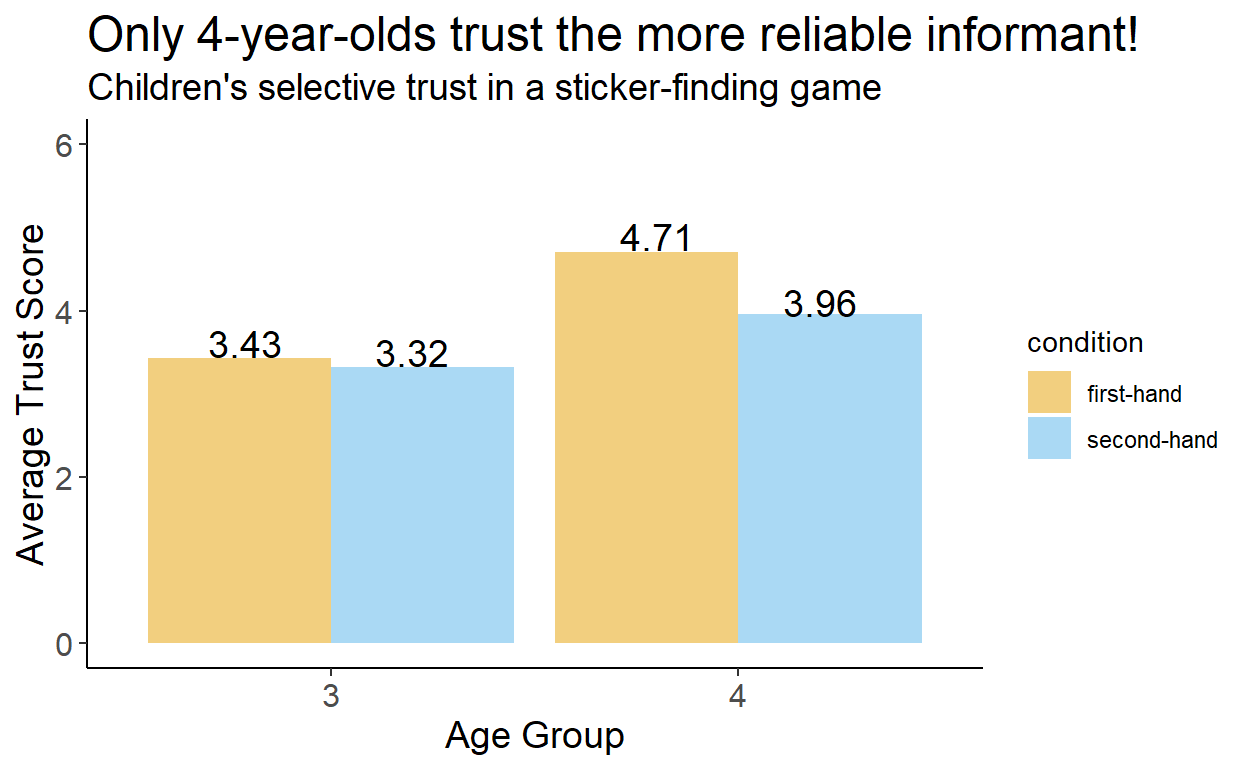 Only 4-year-olds trust the more reliable informant!
Children's selective trust in a sticker-finding game
6
4
2
0
Average Trust Score
3.43
3.32
4.71
3.96
3
4
Age Group
condition
first-hand
second-hand